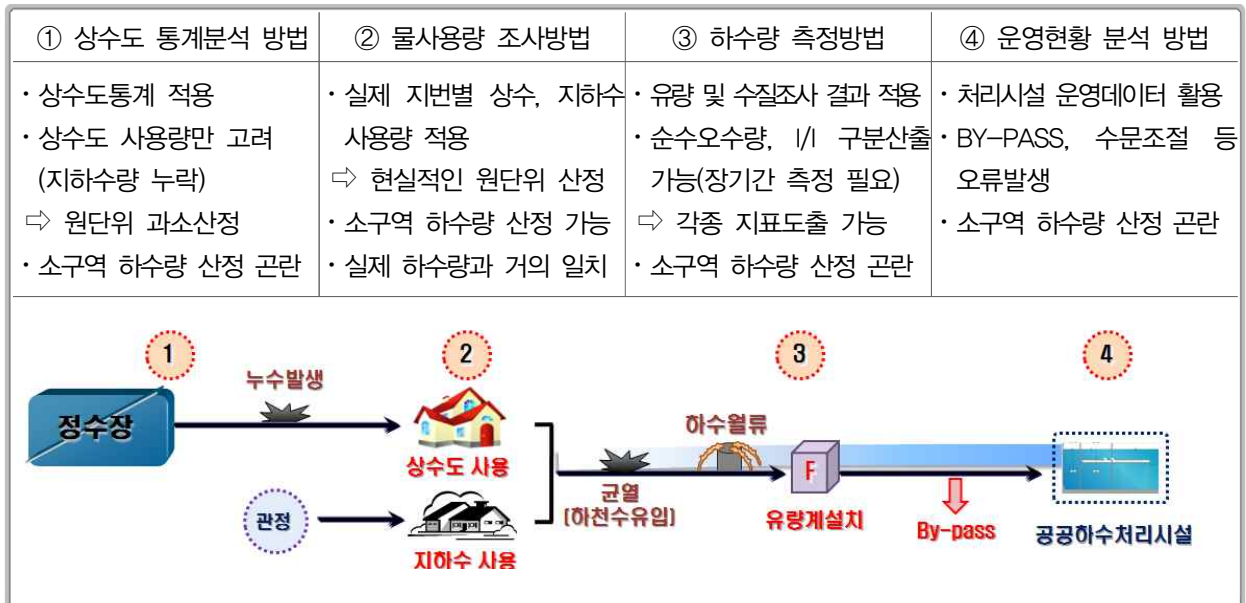 ① 상수도 통계분석 방법
② 물사용량 조사방법
③ 하수량 측정방법
④ 운영현황 분석 방법
· 상수도통계 적용
· 상수도 사용량만 고려
(지하수량 누락)
⇨ 원단위 과소산정
· 소구역 하수량 산정 곤란
· 실제 지번별 상수, 지하수
사용량 적용
⇨ 현실적인 원단위 산정
· 소구역 하수량 산정 가능
· 실제 하수량과 거의 일치
· 유량 및 수질조사 결과 적용
· 순수오수량, I/I 구분산출
가능(장기간 측정 필요)
⇨ 각종 지표도출 가능
· 소구역 하수량 산정 곤란
· 처리시설 운영데이터 활용
· BY-PASS, 수문조절 등
오류발생
· 소구역 하수량 산정 곤란
1
2
3
4
누수발생
정수장
하수월류
상수도 사용
F
균열
(하천수유입)
관정
유량계설치
By-pass
공공하수처리시설
지하수 사용